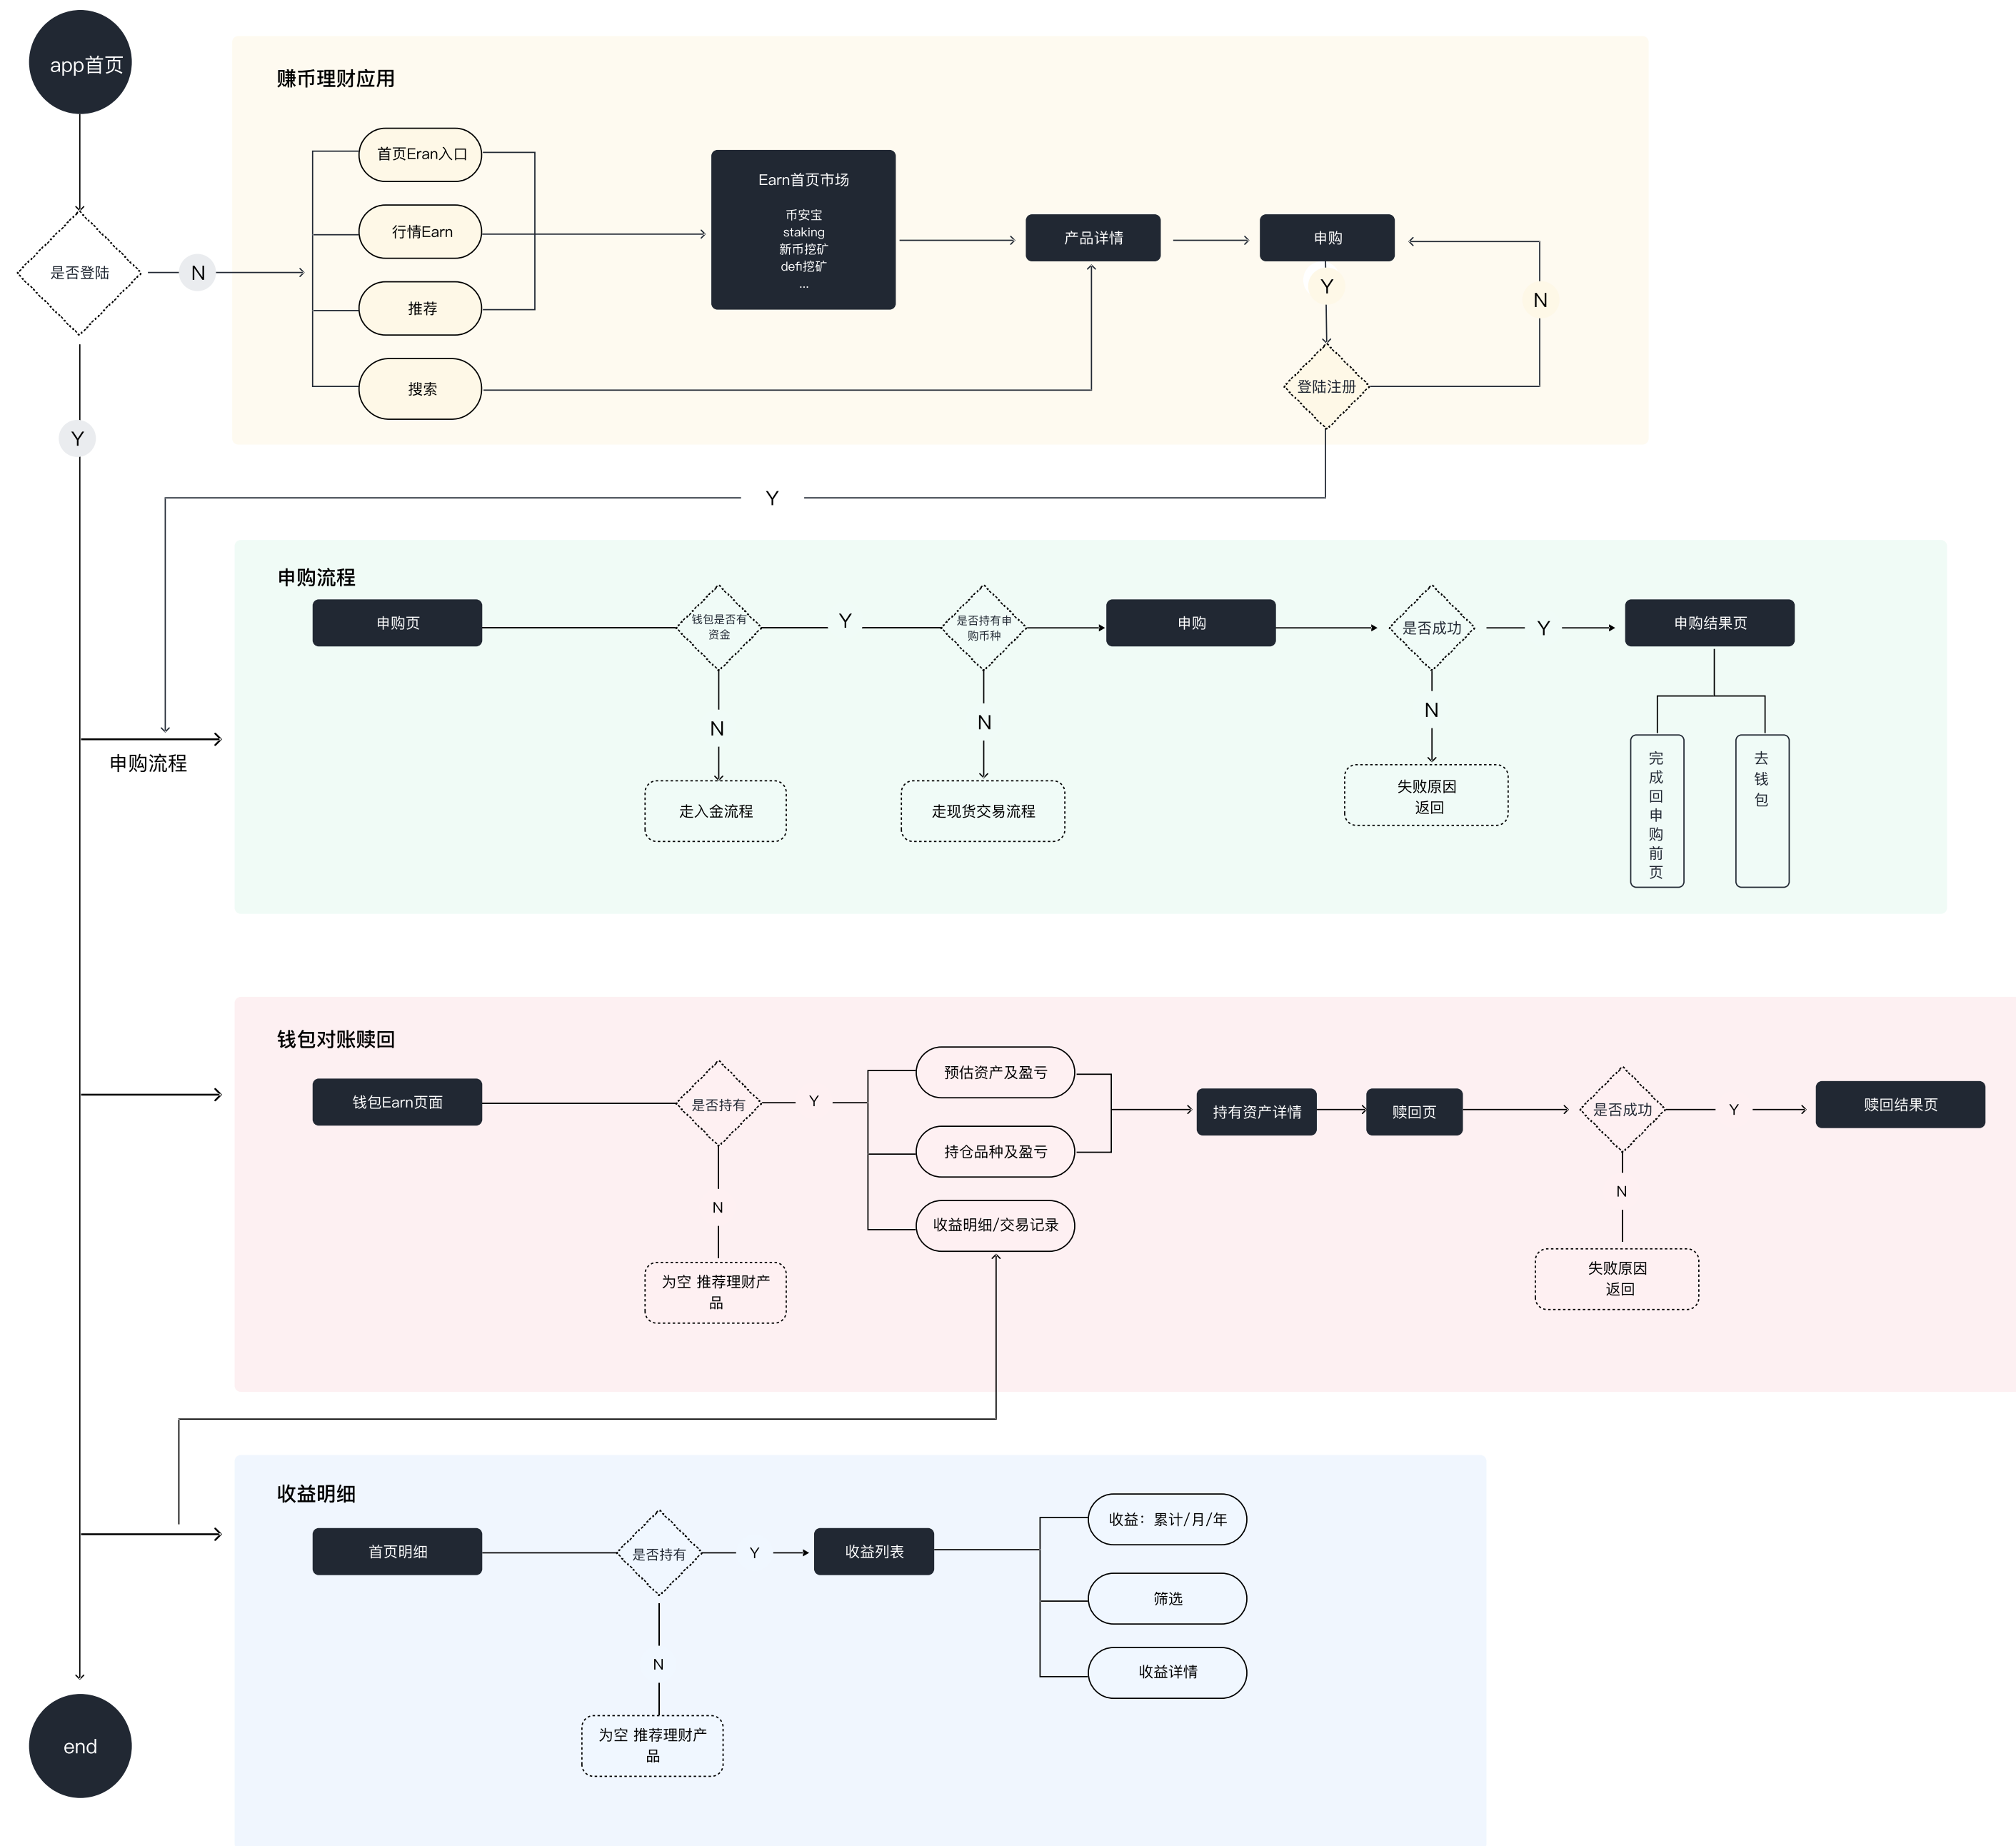 app首页
是否登陆
N
Y
赚币理财应用
首页Eran入口
行情Earn
推荐
搜索
Earn首页市场
币安宝
staking
新币挖矿
defi挖矿
...
产品详情
申购
Y
登陆注册
N
Y
申购流程
申购流程
申购页
钱包是否有
资金
Y
是否持有申
购币种
申购
是否成功
Y
申购结果页
N
走入金流程
N
走现货交易流程
N
失败原因
返回
完
成
回
申
购
前
页
去
钱
包
钱包对账赎回
钱包Earn页面
是否持有
Y
N
为空 推荐理财产
品
预估资产及盈亏
持仓品种及盈亏
收益明细/交易记录
持有资产详情
赎回页
是否成功
Y
赎回结果页
N
失败原因
返回
收益明细
首页明细
是否持有
Y
收益列表
N
为空 推荐理财产
品
收益：累计/月/年
筛选
收益详情
end